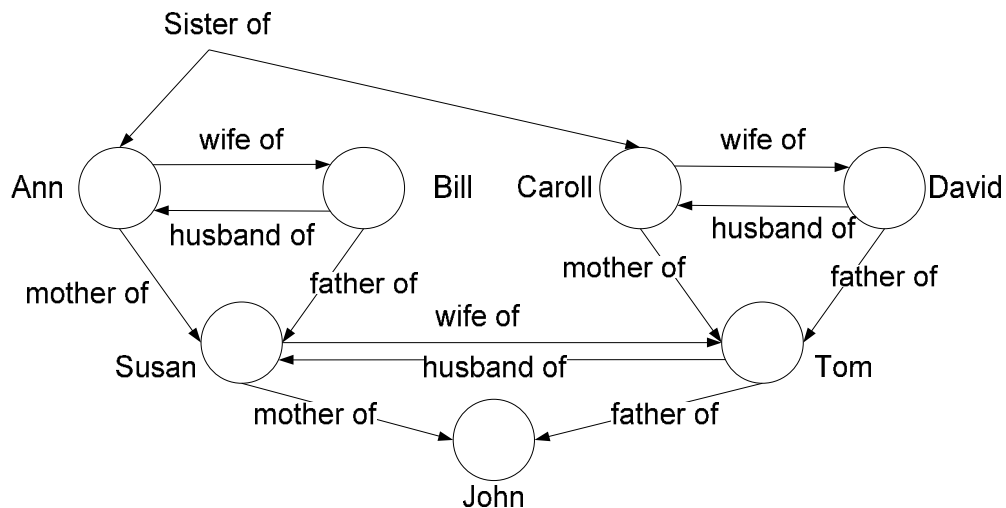 Sister of
wife of
wife of
Ann
Bill
Caroll
David
husband of
husband of
mother of
father of
mother of
father of
wife of
Susan
husband of
Tom
mother of
father of
John